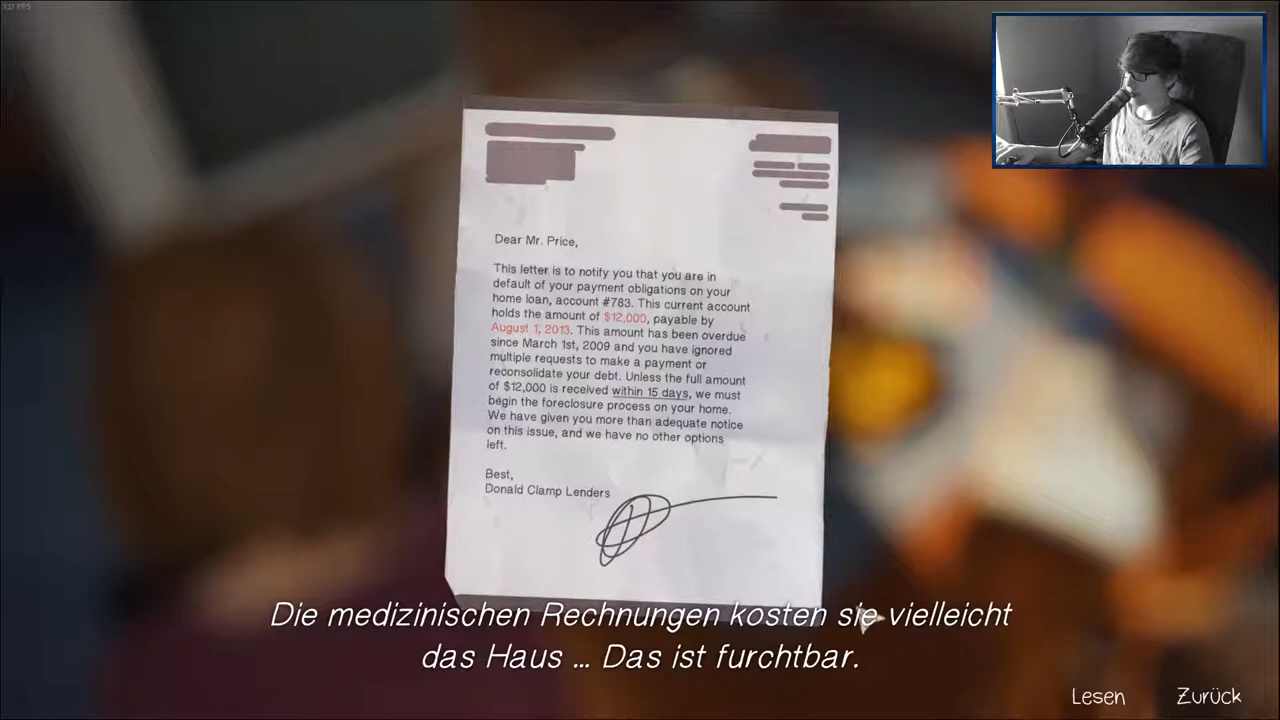 137 FPS
Dear Mr. Price,
This letter is to notify you that you are in
default of your payment obligations on your
home loan, account #783. This current account
holds the amount of $12,000, payable by
August 1, 2013. This amount has been overdue
since March 1st, 2009 and you have ignored
multiple requests to make a payment or
reconsolidate your debt. Unless the full amount
of $12,000 is received within 15 days, we must
begin the foreclosure process on your home.
We have given you more than adequate notice
on this issue, and we have no other options
left.
Best,
Donald Clamp Lenders
Die medizinischen Rechnungen kosten sie vielleicht
das Haus ... Das ist furchtbar.
Lesen Zurück